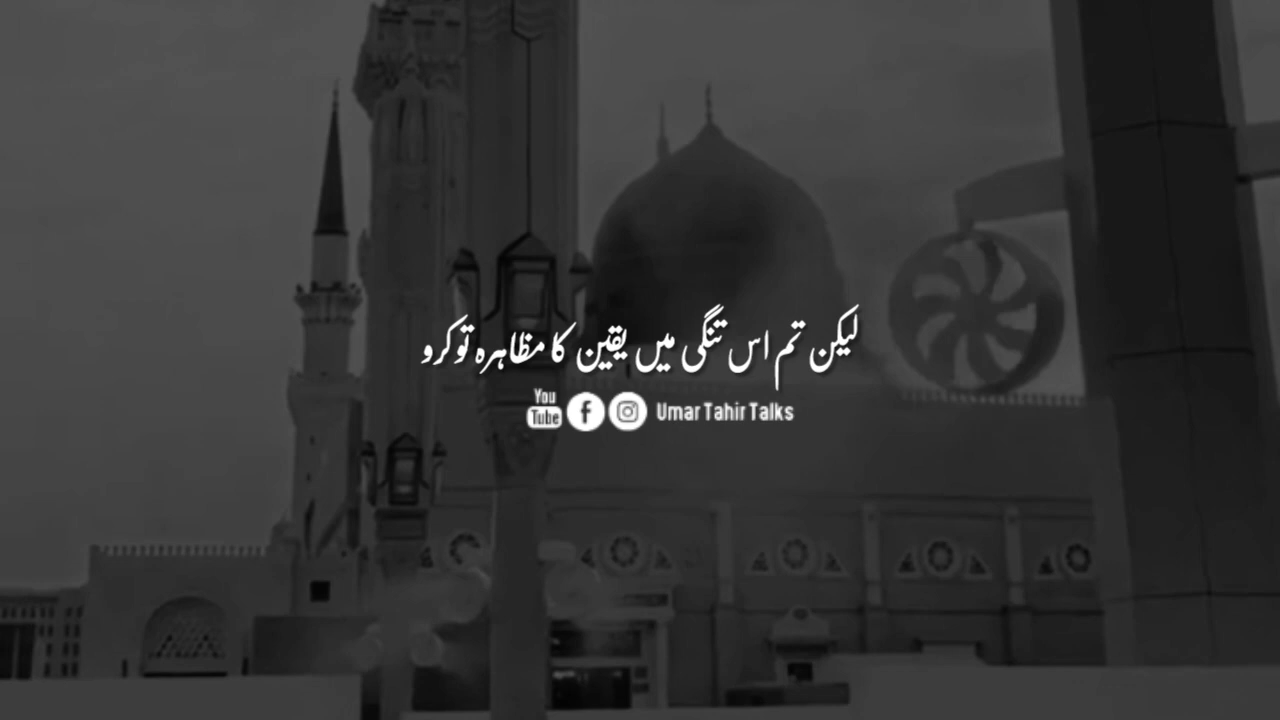 لیکن تم اس تنگی میں یقین کا مظاہرہ تو کرو
You Tube f Umar Tahir Talks